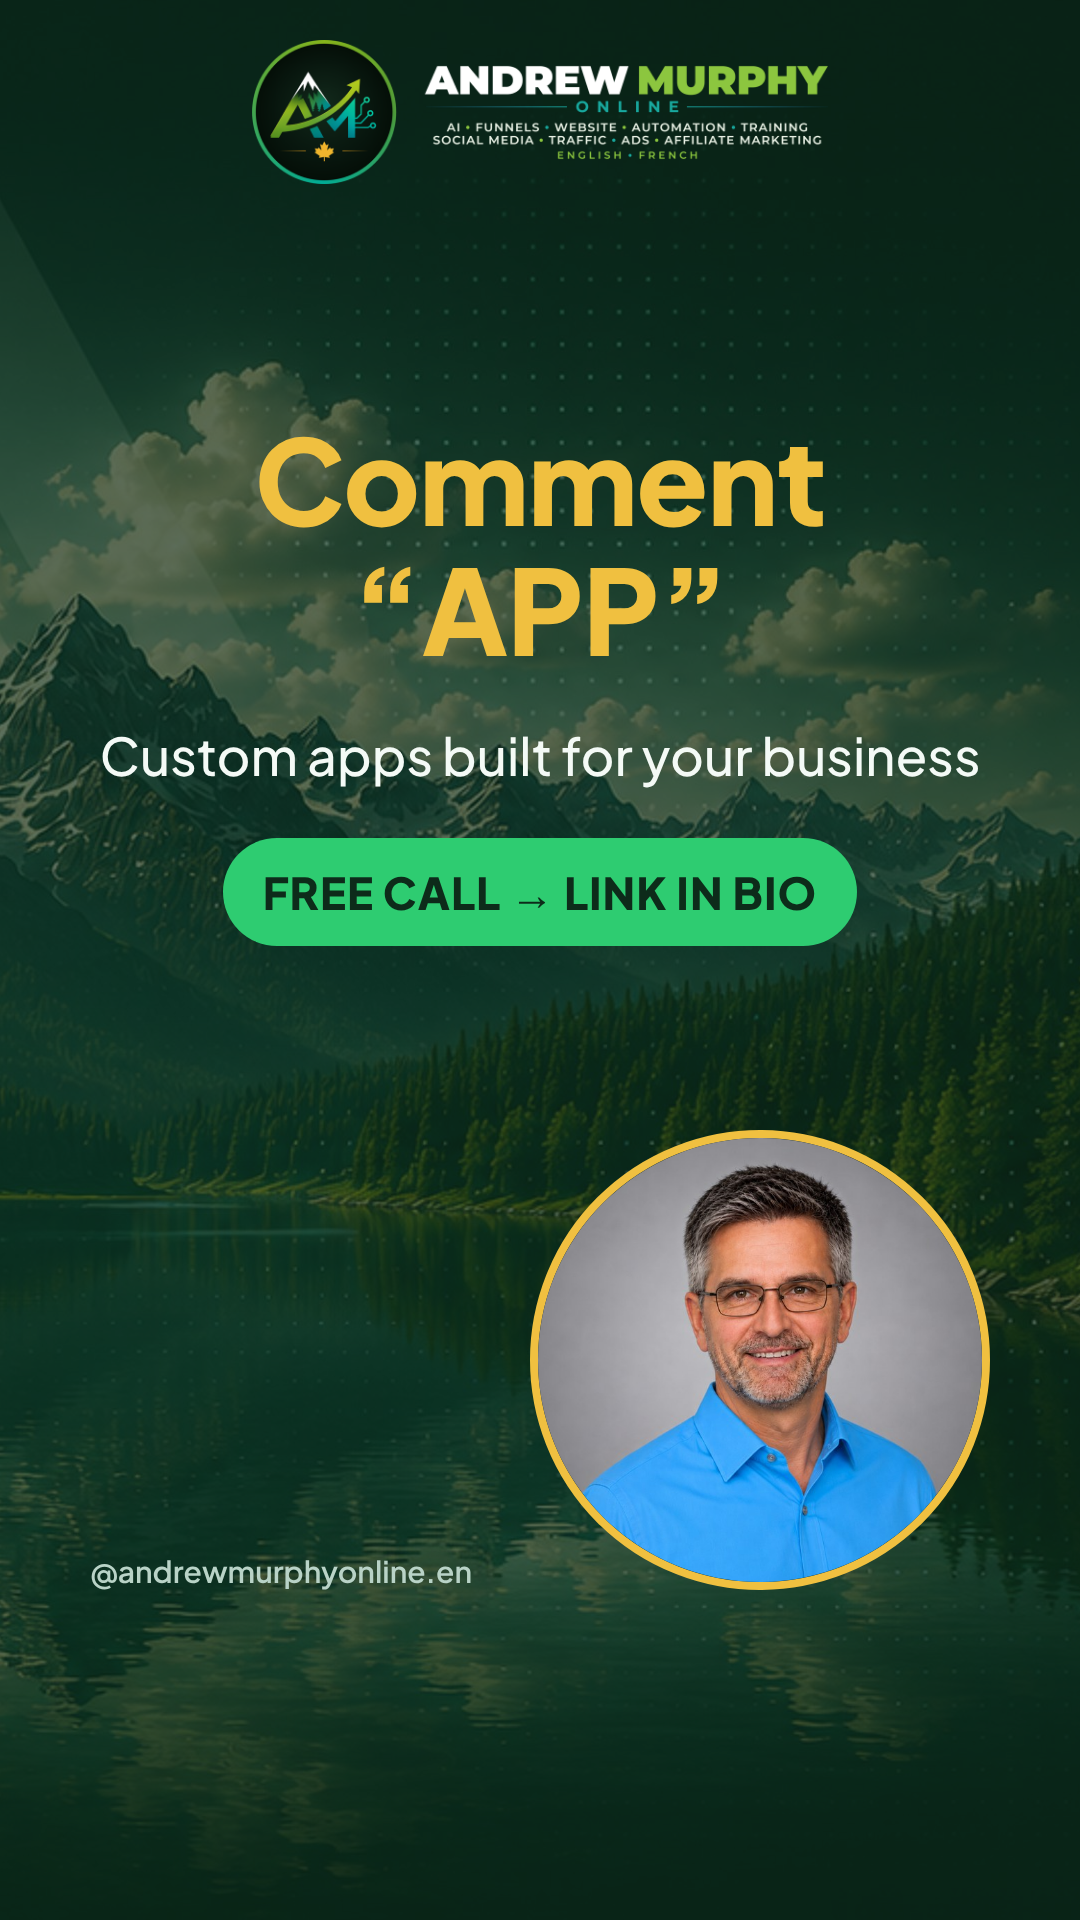 AM
ANDREW MURPHY
ONLINE
AI • FUNNELS • WEBSITE • AUTOMATION • TRAINING
SOCIAL MEDIA • TRAFFIC • ADS • AFFILIATE MARKETING
ENGLISH • FRENCH
Comment
“APP”
Custom apps built for your business
FREE CALL → LINK IN BIO
@andrewmurphyonline.en